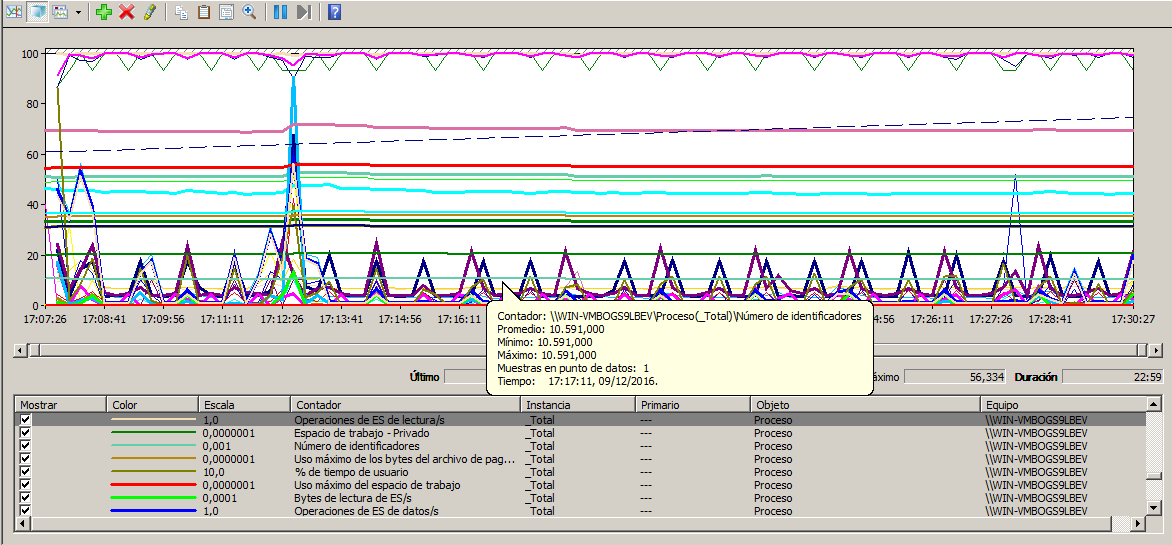 100
80
60
40
20
0
17:07:26 17:08:41 17:09:56 17:11:11 17:12:26 17:13:41 17:14:56 17:16:11 :56 17:26:11 17:27:26 17:28:41 17:30:27
Contador: \\WIN-VMBOGS9LBEV\Proceso(_Total)\Número de identificadores
Promedio: 10.591,000
Mínimo: 10.591,000
Máximo: 10.591,000
Muestras en punto de datos: 1
Tiempo: 17:17:11, 09/12/2016.
Último áximo 56,334 Duración 22:59
Mostrar Color Escala Contador Instancia Primario Objeto Equipo
1,0 Operaciones de ES de lectura/s _Total --- Proceso \\WIN-VMBOGS9LBEV
0,0000001 Espacio de trabajo - Privado _Total --- Proceso \\WIN-VMBOGS9LBEV
0,001 Número de identificadores _Total --- Proceso \\WIN-VMBOGS9LBEV
0,0000001 Uso máximo de los bytes del archivo de pag... _Total --- Proceso \\WIN-VMBOGS9LBEV
10,0 % de tiempo de usuario _Total --- Proceso \\WIN-VMBOGS9LBEV
0,0000001 Uso máximo del espacio de trabajo _Total --- Proceso \\WIN-VMBOGS9LBEV
0,0001 Bytes de lectura de ES/s _Total --- Proceso \\WIN-VMBOGS9LBEV
1,0 Operaciones de ES de datos/s _Total --- Proceso \\WIN-VMBOGS9LBEV